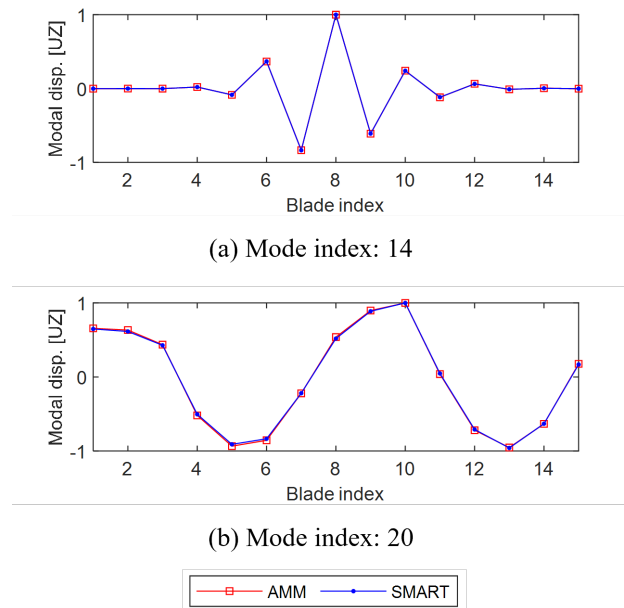 1
0
-1
Modal disp. [UZ]
2 4 6 8 10 12 14
Blade index
(a) Mode index: 14
1
0
-1
Modal disp. [UZ]
2 4 6 8 10 12 14
Blade index
(b) Mode index: 20
AMM SMART